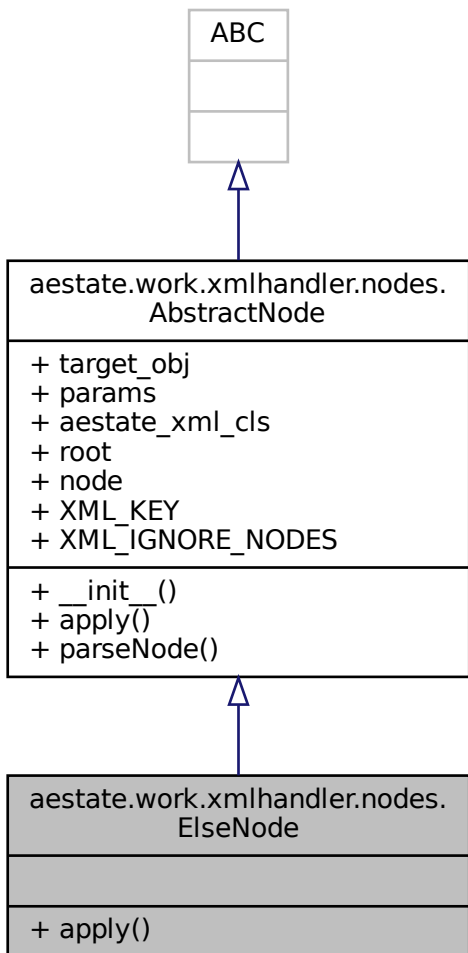 ABC
aestate.work.xmlhandler.nodes.
AbstractNode
+ target_obj
+ params
+ aestate_xml_cls
+ root
+ node
+ XML_KEY
+ XML_IGNORE_NODES
+ __init__()
+ apply()
+ parseNode()
aestate.work.xmlhandler.nodes.
ElseNode
+ apply()